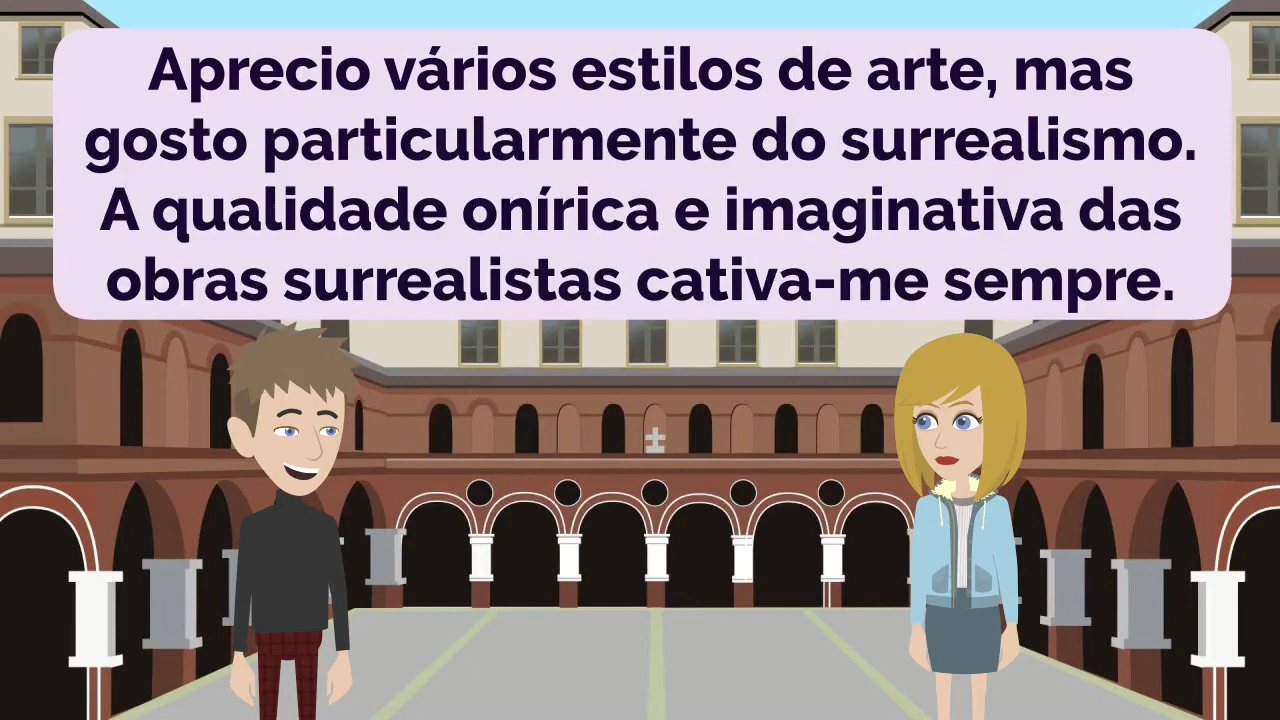 Aprecio vários estilos de arte, mas
gosto particularmente do surrealismo.
A qualidade onírica e imaginativa das
obras surrealistas cativa-me sempre.